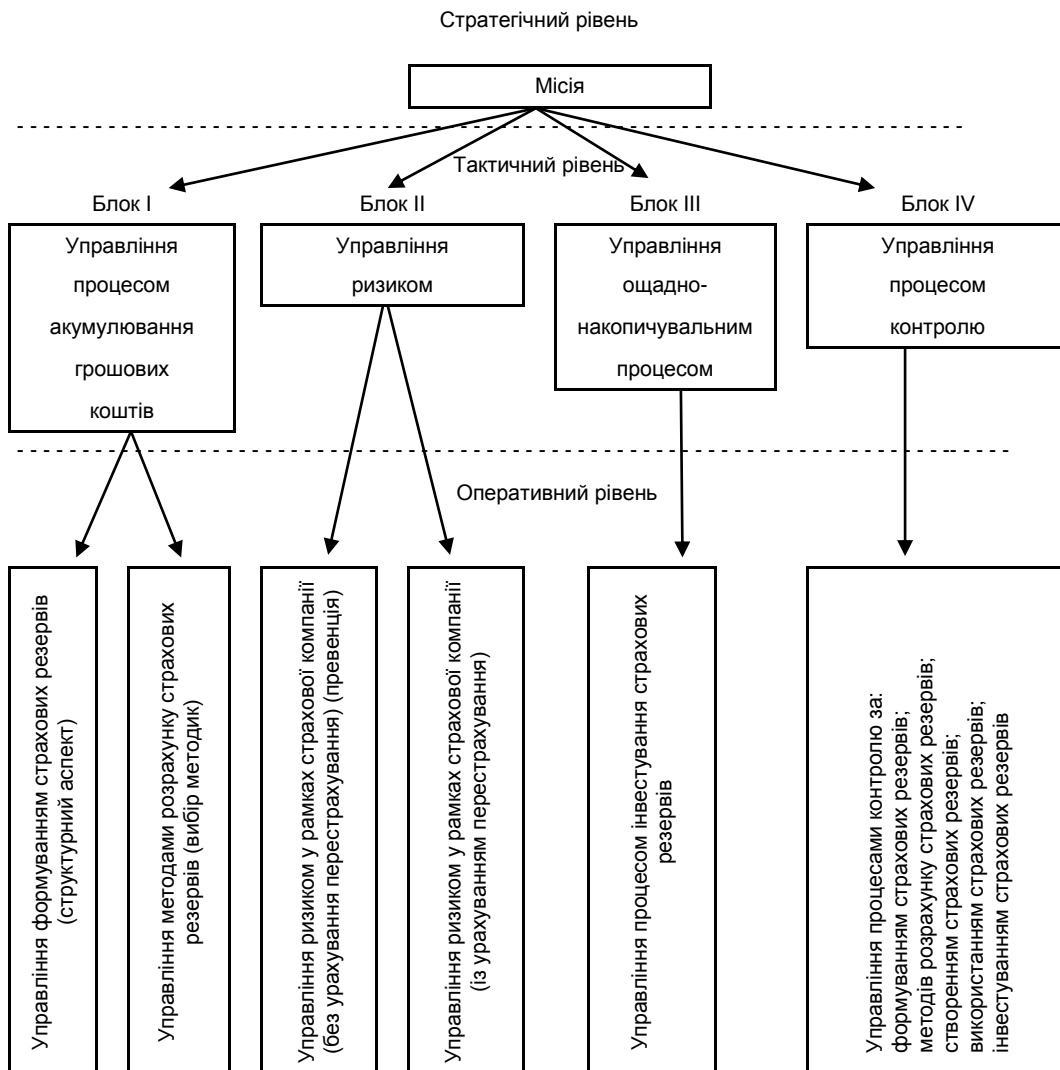 Стратегічний рівень
Місія
Тактичний рівень
Блок I
Блок II
Блок III
Блок IV
Управління
процесом
акумулювання
грошових
коштів
Управління
ризиком
Управління
ощадно-
накопичувальним
процесом
Управління
процесом
контролю
Оперативний рівень
Управління формуванням страхових резервів
(структурний аспект)
Управління методами розрахунку страхових
резервів (вибір методик)
Управління ризиком у рамках страхової компанії
(без урахування перестрахування) (превенція)
Управління ризиком у рамках страхової компанії
(із урахуванням перестрахування)
Управління процесом інвестування страхових
резервів
Управління процесами контролю за:
формуванням страхових резервів;
методів розрахунку страхових резервів;
створенням страхових резервів;
використанням страхових резервів;
інвестуванням страхових резервів